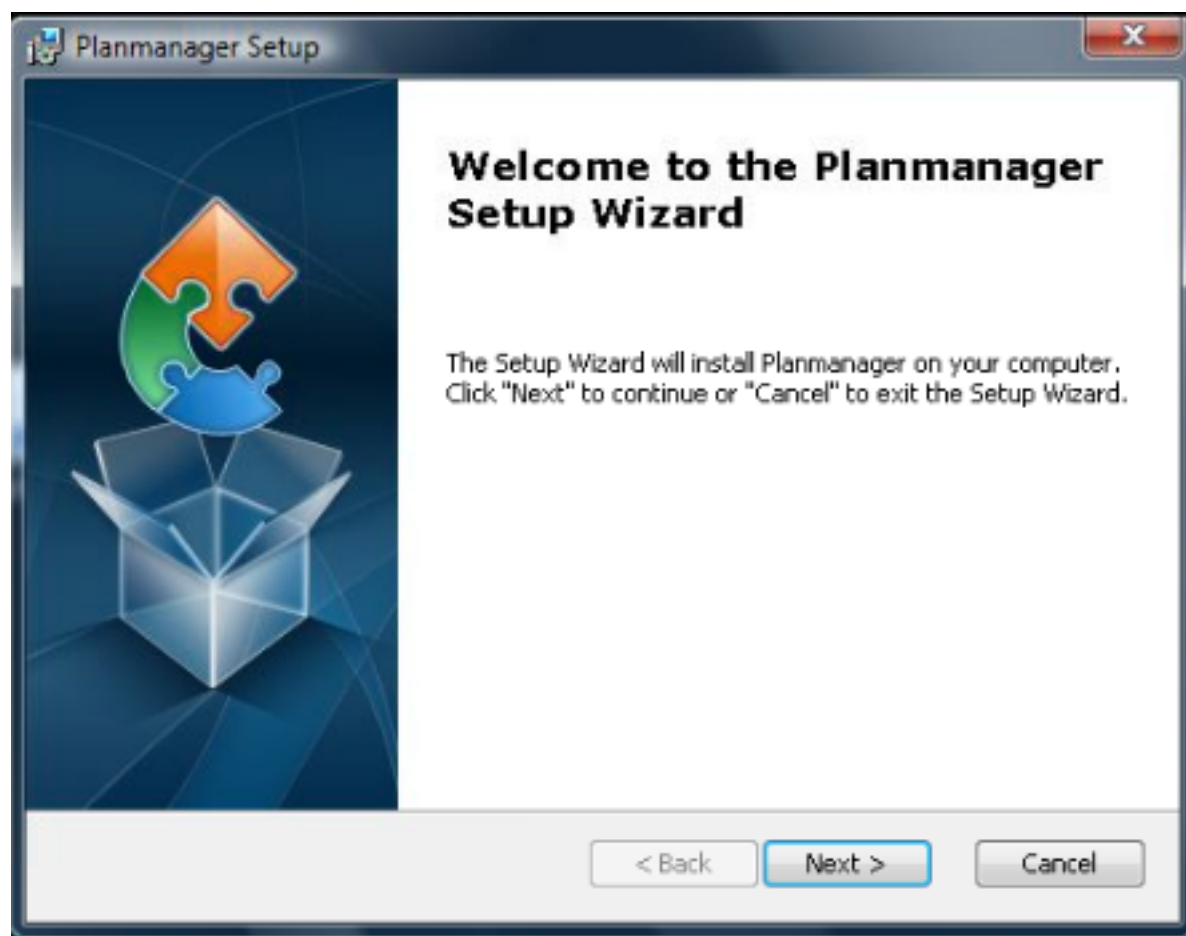 Planmanager Setup
Welcome to the Planmanager
Setup Wizard
The Setup Wizard will install Planmanager on your computer.
Click "Next" to continue or "Cancel" to exit the Setup Wizard.
< Back Next > Cancel